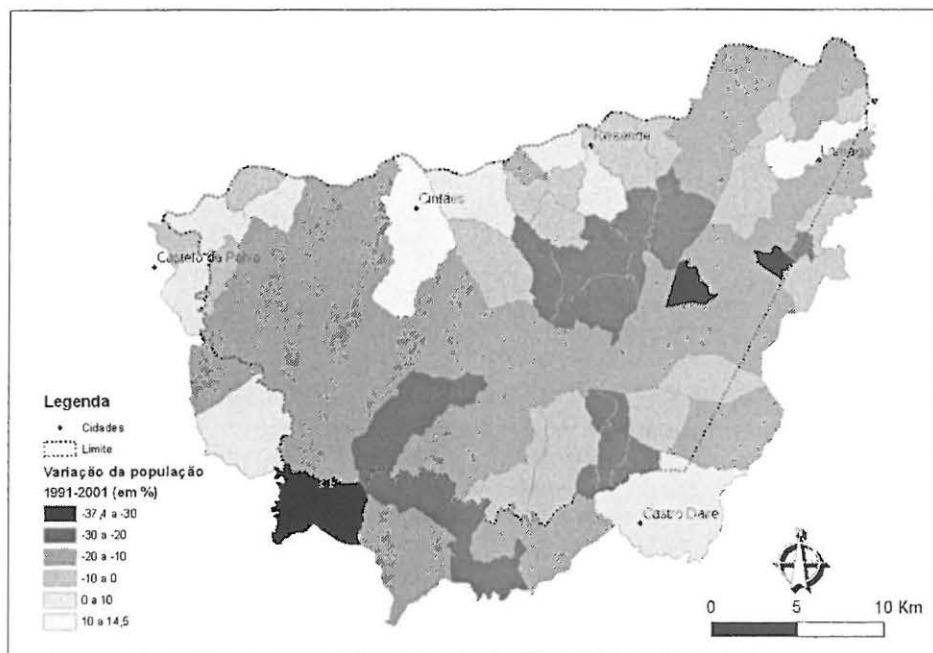 Resende
Lamego
Cinfães
Castelo de Paiva
Castro Daire
Legenda
Cidades
Limite
Variação da população
1991-2001 (em %)
-37,4 a -30
-30 a -20
-20 a -10
-10 a 0
0 a 10
10 a 14,5
0 5 10 Km